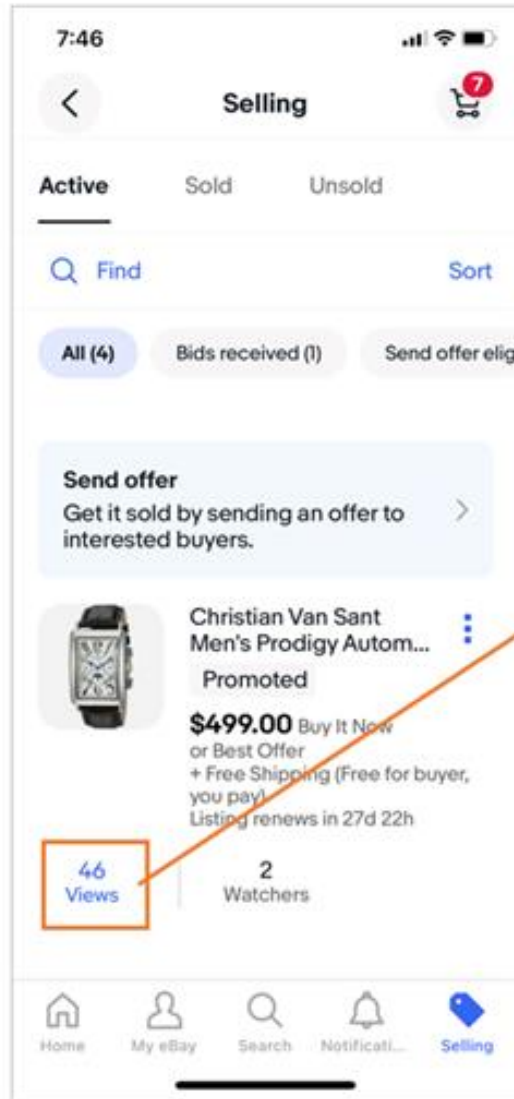 7:46
Selling
7
Active Sold Unsold
Find Sort
All (4) Bids received (1) Send offer elig
Send offer
Get it sold by sending an offer to
interested buyers.
Christian Van Sant
Men's Prodigy Autom...
Promoted
$499.00 Buy It Now
or Best Offer
+ Free Shipping (Free for buyer,
you pay)
Listing renews in 27d 22h
46 2
Views Watchers
Home My eBay Search Notificati... Selling